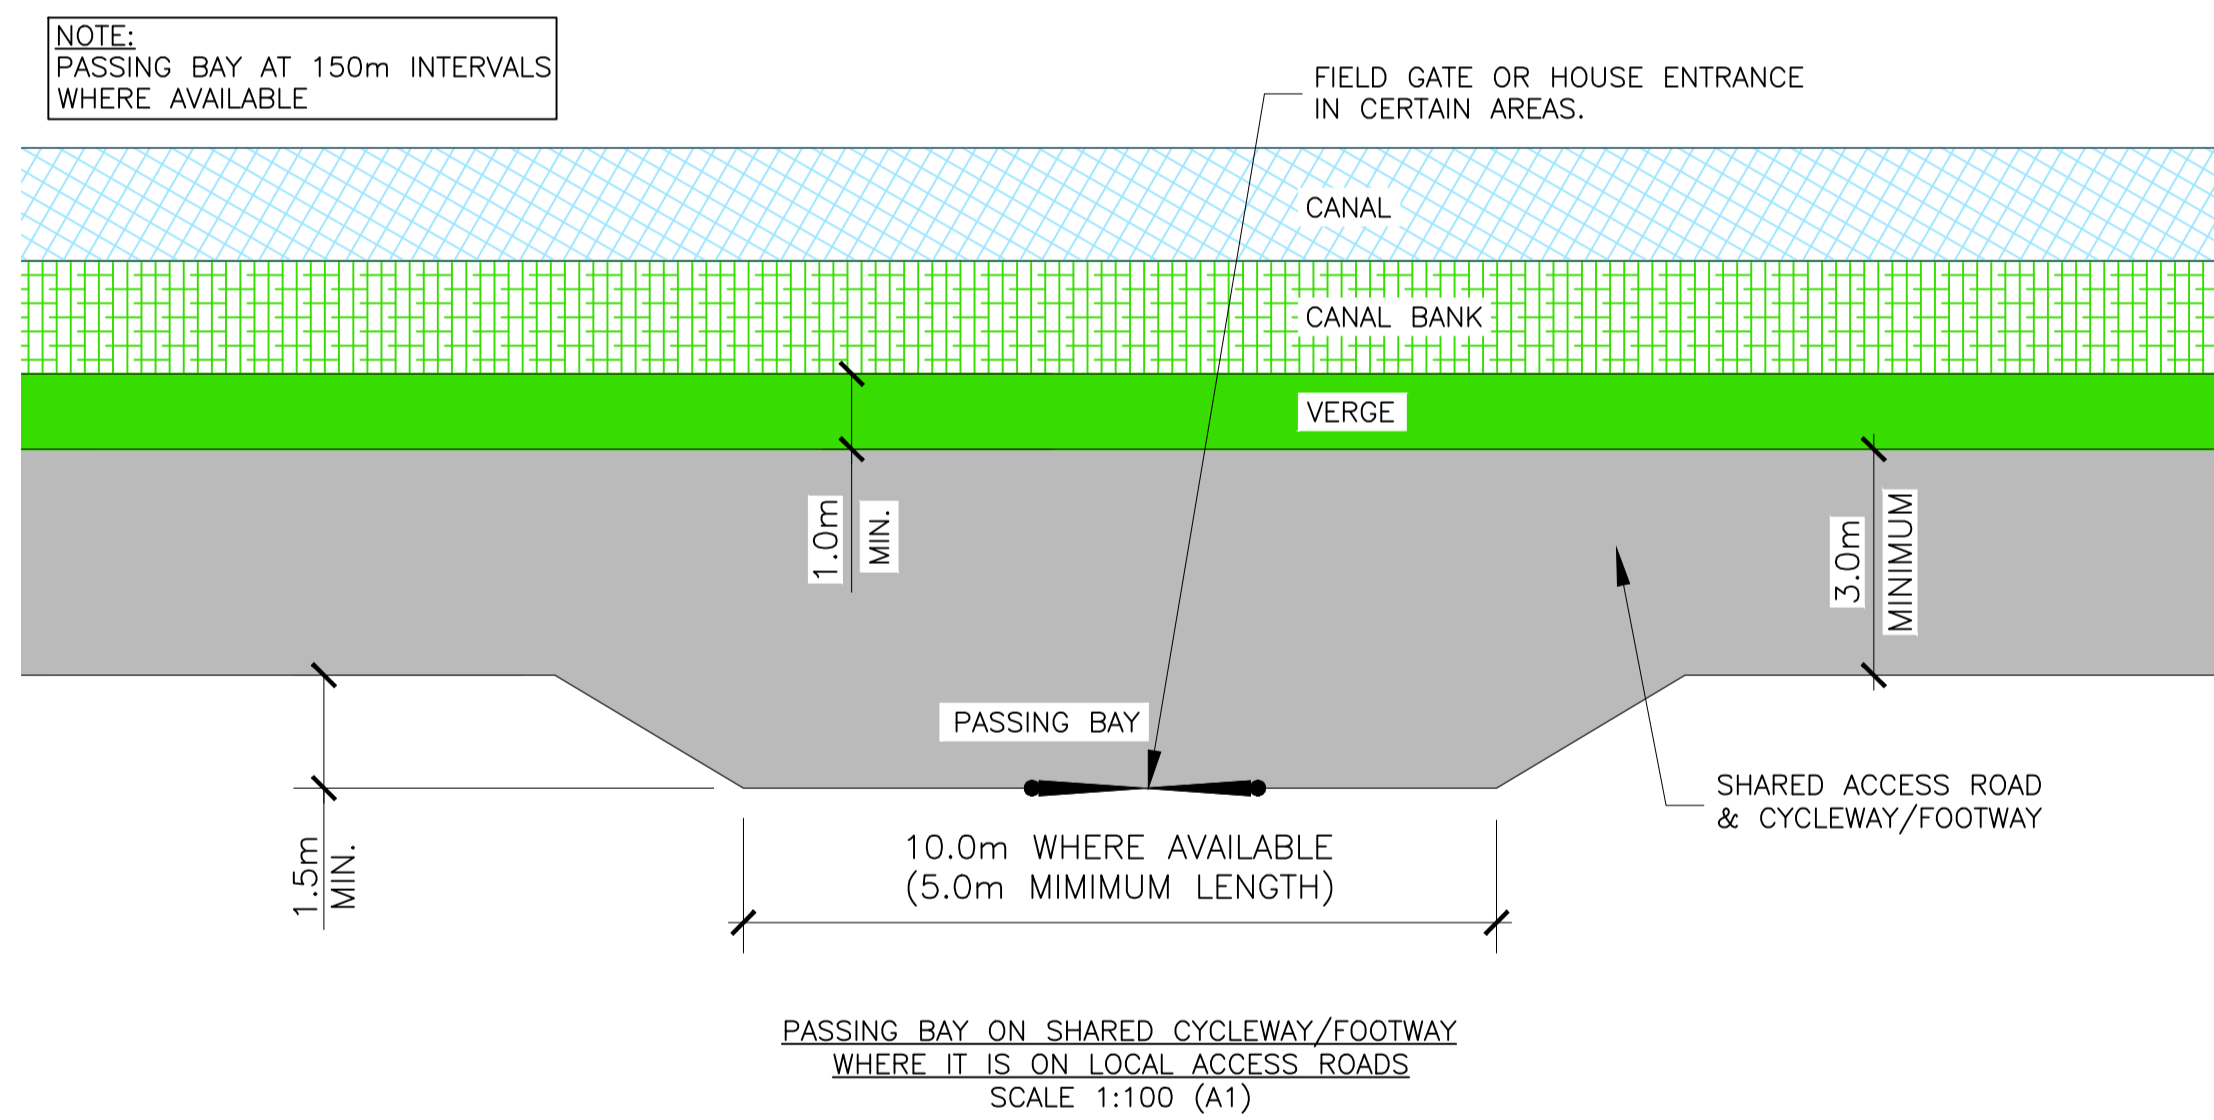 NOTE:
PASSING BAY AT 150m INTERVALS
WHERE AVAILABLE
FIELD GATE OR HOUSE ENTRANCE
IN CERTAIN AREAS.
CANAL
CANAL BANK
VERGE
1.0m
MIN.
3.0m
MINIMUM
PASSING BAY
SHARED ACCESS ROAD
& CYCLEWAY/FOOTWAY
1.5m
MIN.
10.0m WHERE AVAILABLE
(5.0m MIMIMUM LENGTH)
PASSING BAY ON SHARED CYCLEWAY/FOOTWAY
WHERE IT IS ON LOCAL ACCESS ROADS
SCALE 1:100 (A1)